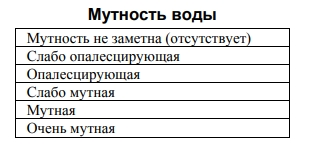 Мутность воды
Мутность не заметна (отсутствует)
Слабо опалесцирующая
Опалесцирующая
Слабо мутная
Мутная
Очень мутная